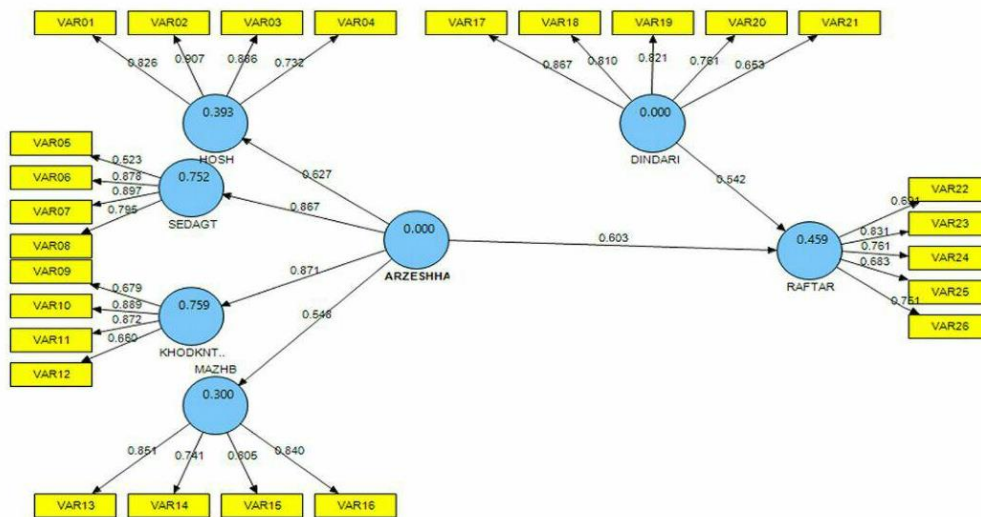 VAR01 VAR02 VAR03 VAR04
0.826 0.907 0.886 0.732
0.393
HOSH
VAR05
VAR06
VAR07
VAR08
0.523
0.878
0.897
0.795
0.752
SEDAGT
VAR09
VAR10
VAR11
VAR12
0.679
0.889
0.872
0.660
0.759
KHODKNT..
MAZHB
0.300
0.851 0.741 0.805 0.840
VAR13 VAR14 VAR15 VAR16
0.627
0.867
0.871
0.548
0.000
ARZESHHA
0.603
VAR17 VAR18 VAR19 VAR20 VAR21
0.867 0.810 0.821 0.781 0.653
0.000
DINDARI
0.542
0.459
RAFTAR
0.831
0.761
0.683
0.751
VAR22
VAR23
VAR24
VAR25
VAR26